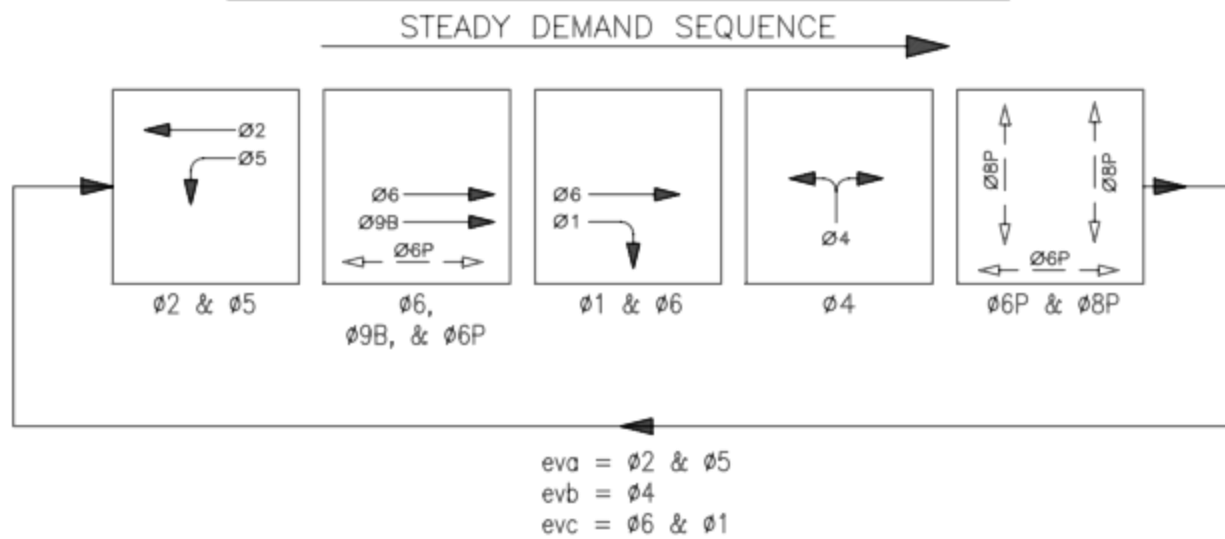 STEADY DEMAND SEQUENCE
Ø2
Ø5
Ø2 & Ø5
Ø6
Ø9B
Ø6P
Ø6,
Ø9B, & Ø6P
Ø6
Ø1
Ø1 & Ø6
Ø4
Ø4
Ø8P
Ø8P
Ø6P
Ø6P & Ø8P
eva = Ø2 & Ø5
evb = Ø4
evc = Ø6 & Ø1